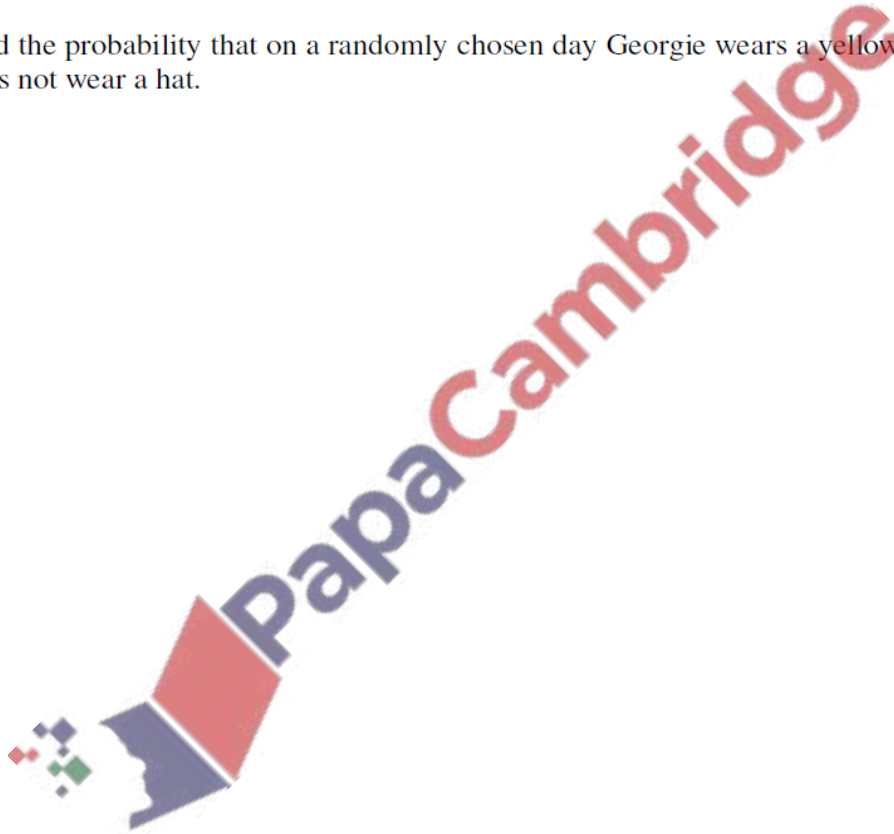 d the probability that on a randomly chosen day Georgie wears a yellow
s not wear a hat.
PapaCambridge